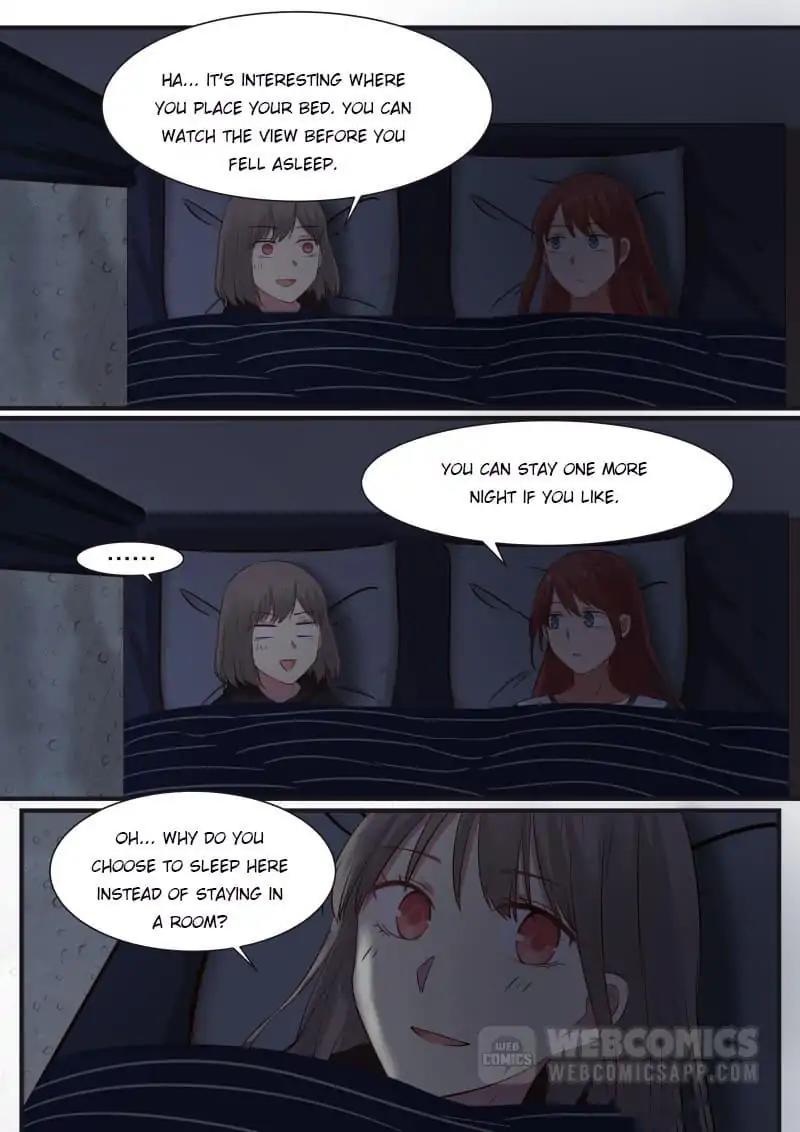 HA... IT'S INTERESTING WHERE
YOU PLACE YOUR BED. YOU CAN
WATCH THE VIEW BEFORE YOU
FELL ASLEEP.
YOU CAN STAY ONE MORE
NIGHT IF YOU LIKE.
......
OH... WHY DO YOU
CHOOSE TO SLEEP HERE
INSTEAD OF STAYING IN
A ROOM?
WEB
COMICS
WEBCOMICS
WEBCOMICSAPP.COM